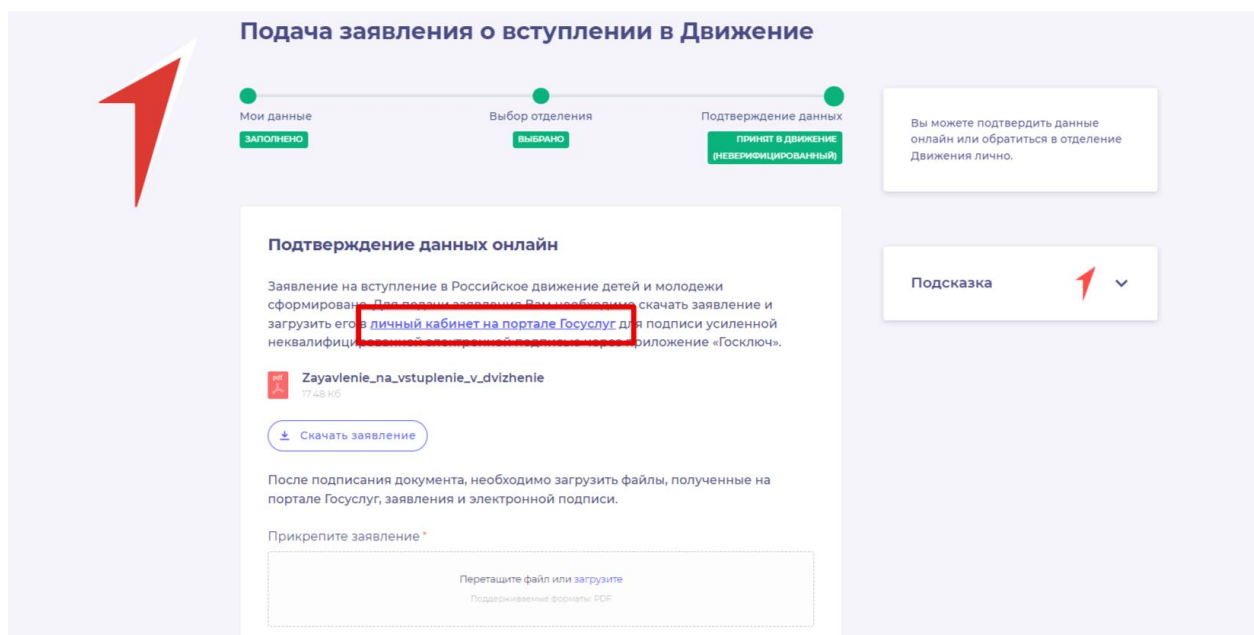 Подача заявления о вступлении в Движение
Мои данные
ЗАПОЛНЕНО
Выбор отделения
ВЫБРАНО
Подтверждение данных
ПРИНЯТ В ДВИЖЕНИЕ
(НЕВЕРИФИЦИРОВАННЫЙ)
Вы можете подтвердить данные
онлайн или обратиться в отделение
Движения лично.
Подсказка
Подтверждение данных онлайн
Заявление на вступление в Российское движение детей и молодежи
сформировано. Для подачи заявления Вам необходимо скачать заявление и
загрузить его в личный кабинет на портале Госуслуг для подписи усиленной
неквалифицированной электронной подписью через приложение «Госключ».
pdf
Zayavlenie_na_vstuplenie_v_dvizhenie
17.48 Кб
Скачать заявление
После подписания документа, необходимо загрузить файлы, полученные на
портале Госуслуг, заявления и электронной подписи.
Прикрепите заявление *
Перетащите файл или загрузите
Поддерживаемые форматы: PDF